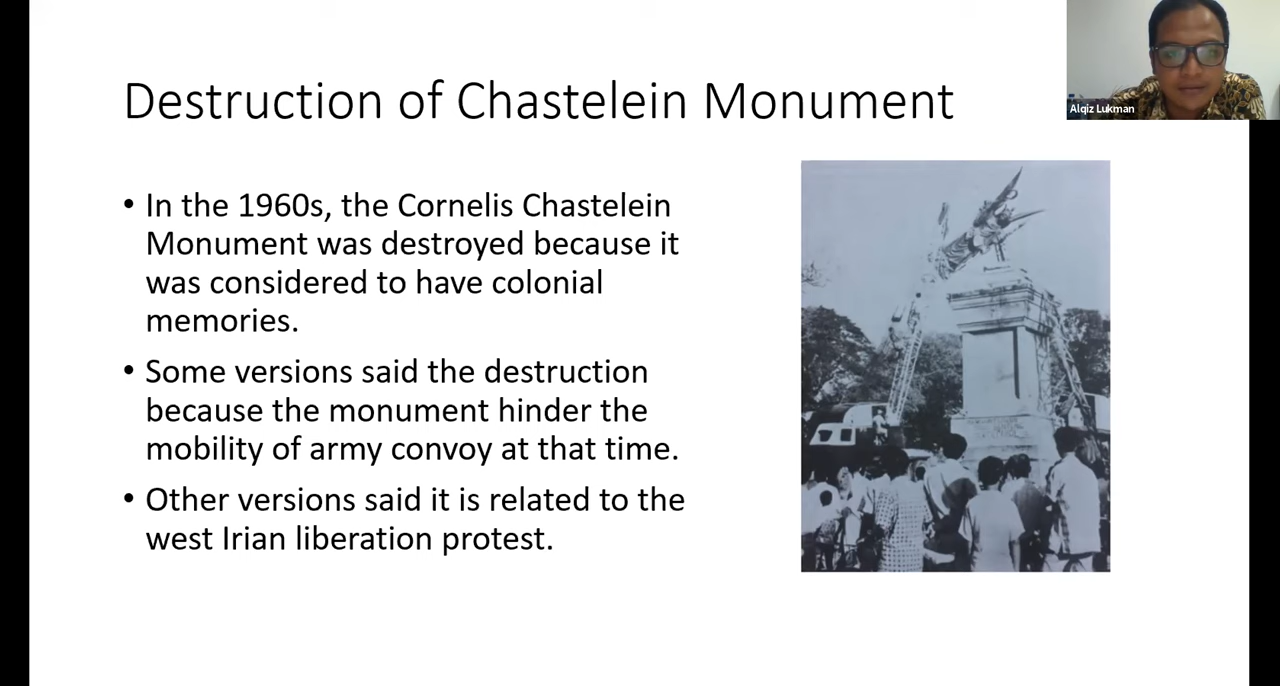 Destruction of Chastelein Monument
Alqiz Lukman
• In the 1960s, the Cornelis Chastelein
Monument was destroyed because it
was considered to have colonial
memories.
• Some versions said the destruction
because the monument hinder the
mobility of army convoy at that time.
• Other versions said it is related to the
west Irian liberation protest.